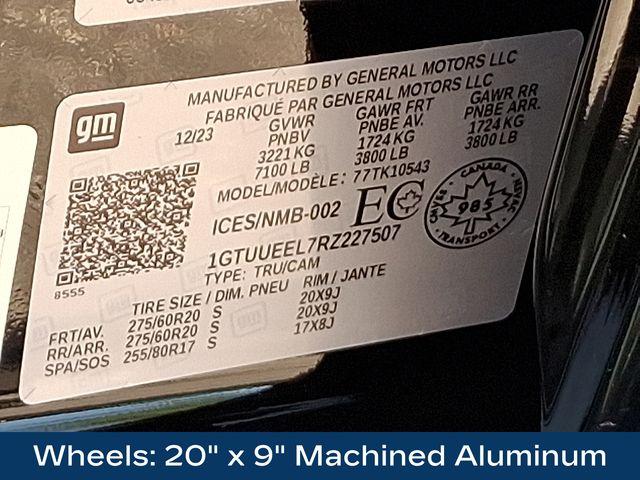 MANUFACTURED BY GENERAL MOTORS LLC
FABRIQUÉ PAR GENERAL MOTORS LLC
gm
12/23
GVWR GAWR FRT GAWR RR
PNBV PNBE AV. PNBE ARR.
3221 KG 1724 KG 1724 KG
7100 LB 3800 LB 3800 LB
MODEL/MODÈLE: 77TK10543
ICES/NMB-002 EC
CANADA
985
TRANSPORT
1GTUUEEL7RZ227507
TYPE: TRU/CAM
8555
TIRE SIZE / DIM. PNEU RIM / JANTE
FRT/AV. 275/60R20 S 20X9J
RR/ARR. 275/60R20 S 20X9J
SPA/SOS 255/80R17 S 17X8J
Wheels: 20" x 9" Machined Aluminum